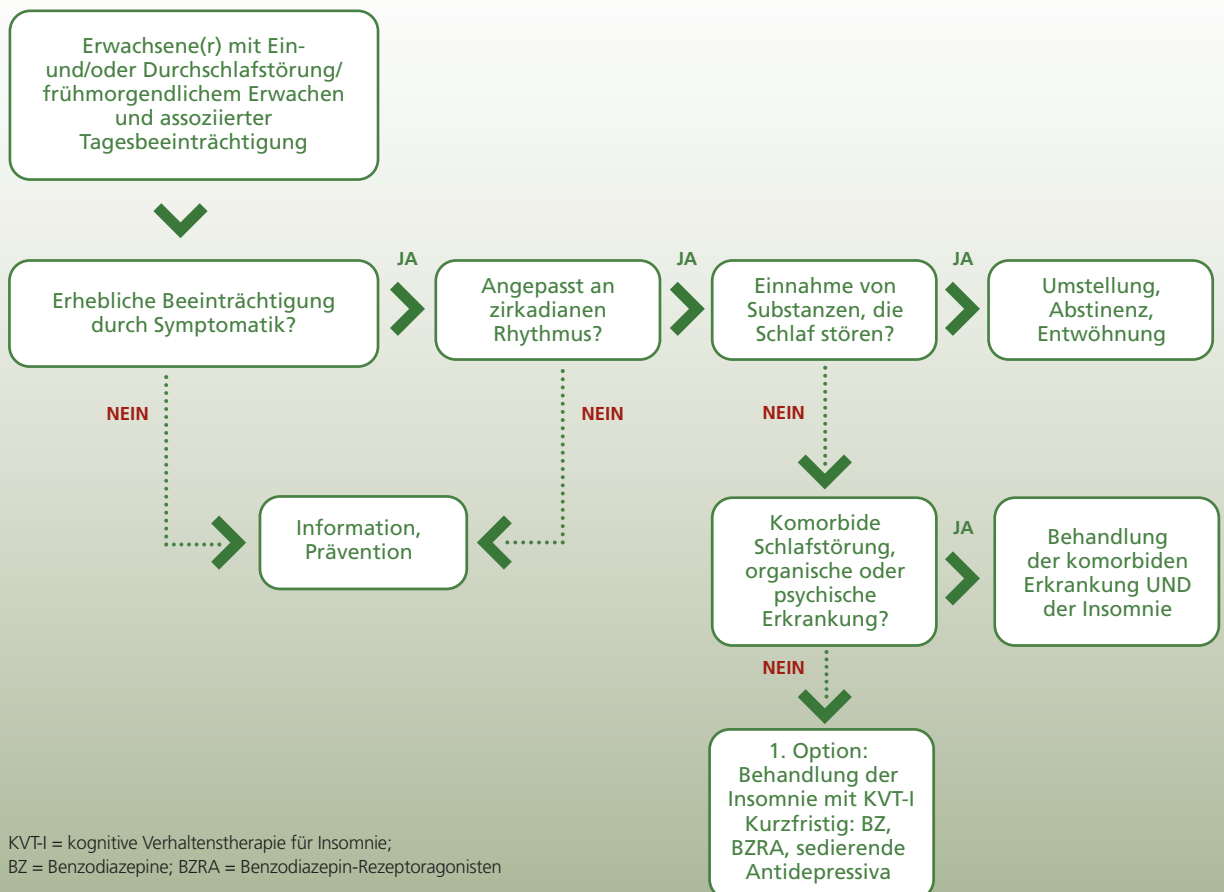 Erwachsene(r) mit Ein-
und/oder Durchschlafstörung/
frühmorgendlichem Erwachen
und assoziierter
Tagesbeeinträchtigung
Erhebliche Beeinträchtigung
durch Symptomatik?
JA
Angepasst an
zirkadianen
Rhythmus?
JA
Einnahme von
Substanzen, die
Schlaf stören?
JA
Umstellung,
Abstinenz,
Entwöhnung
NEIN
NEIN
NEIN
Information,
Prävention
Komorbide
Schlafstörung,
organische oder
psychische
Erkrankung?
JA
Behandlung
der komorbiden
Erkrankung UND
der Insomnie
NEIN
1. Option:
Behandlung der
Insomnie mit KVT-I
Kurzfristig: BZ,
BZRA, sedierende
Antidepressiva
KVT-I = kognitive Verhaltenstherapie für Insomnie;
BZ = Benzodiazepine; BZRA = Benzodiazepin-Rezeptoragonisten